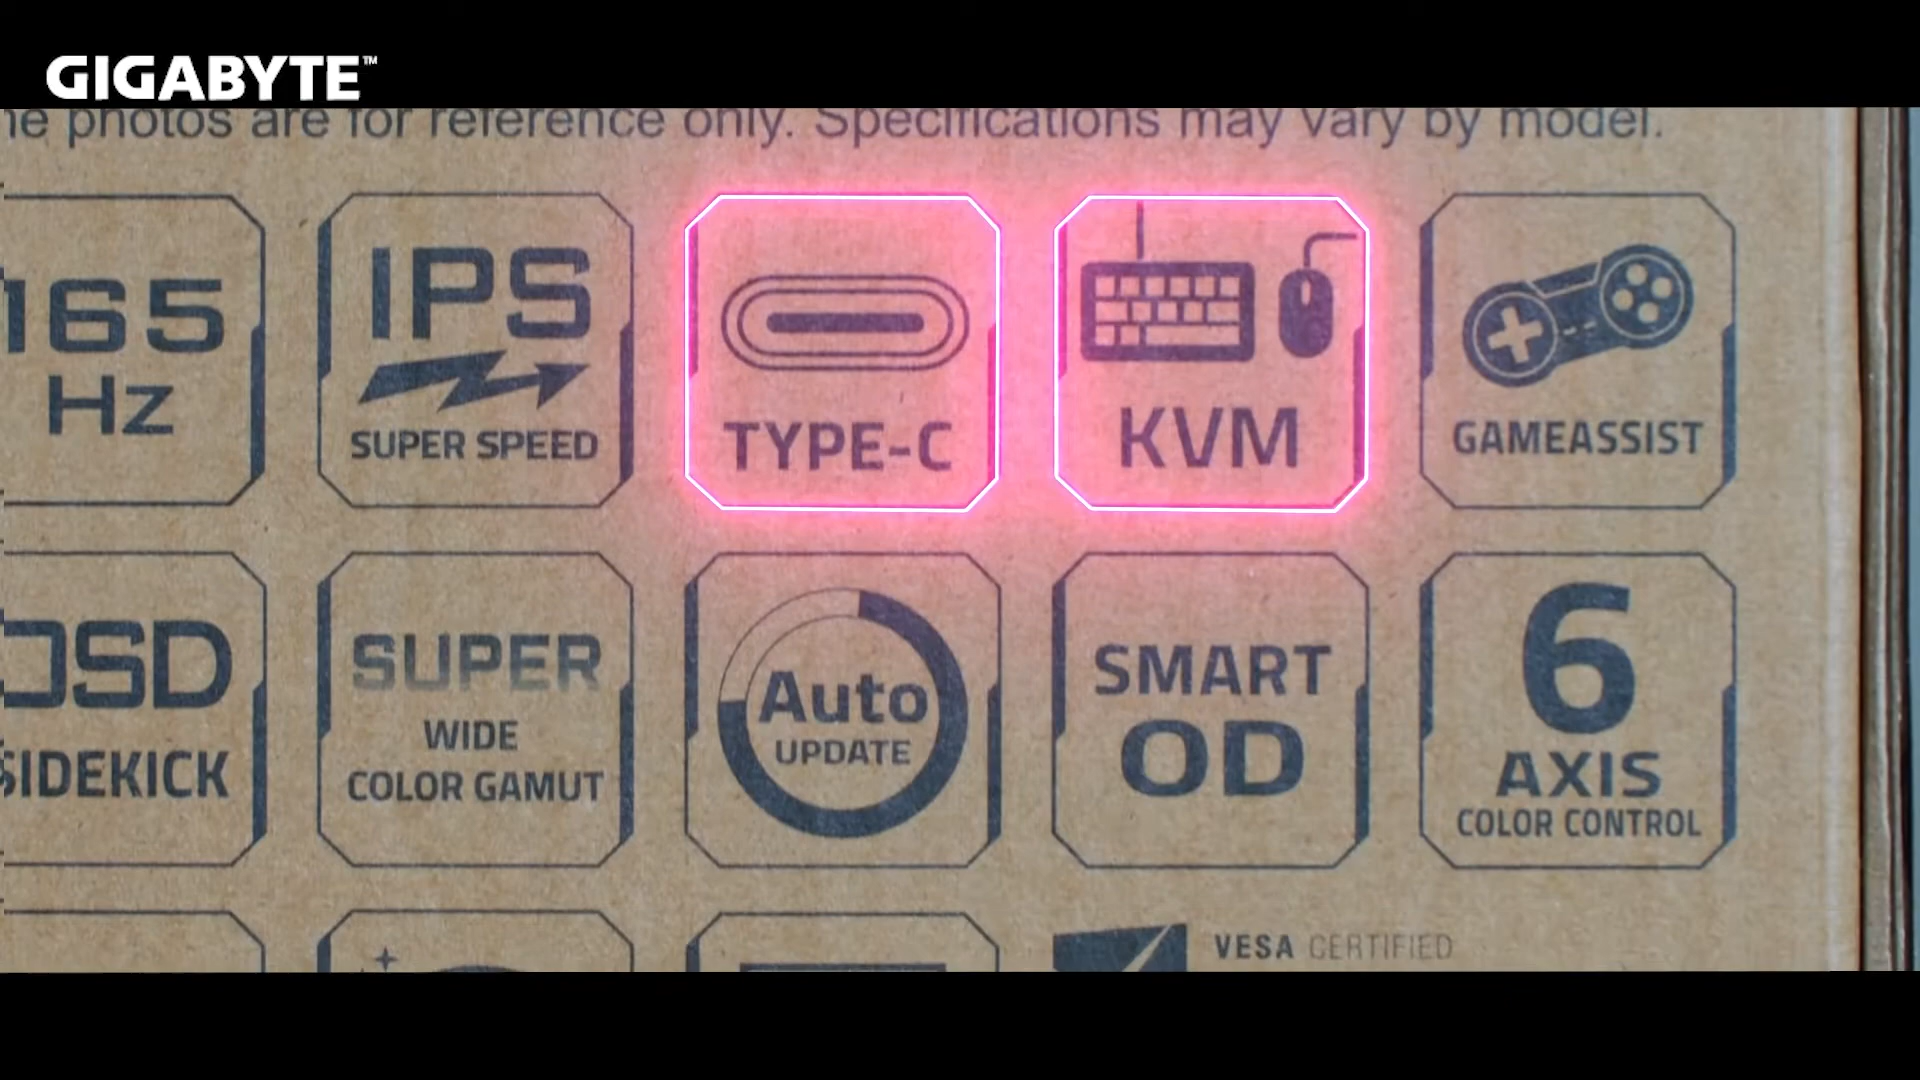 GIGABYTE™
photos are for reference only. Specifications may vary by model.
165
Hz
IPS
SUPER SPEED
TYPE-C
KVM
GAMEASSIST
OSD
SIDEKICK
SUPER
WIDE
COLOR GAMUT
Auto
UPDATE
SMART
OD
6
AXIS
COLOR CONTROL
VESA CERTIFIED